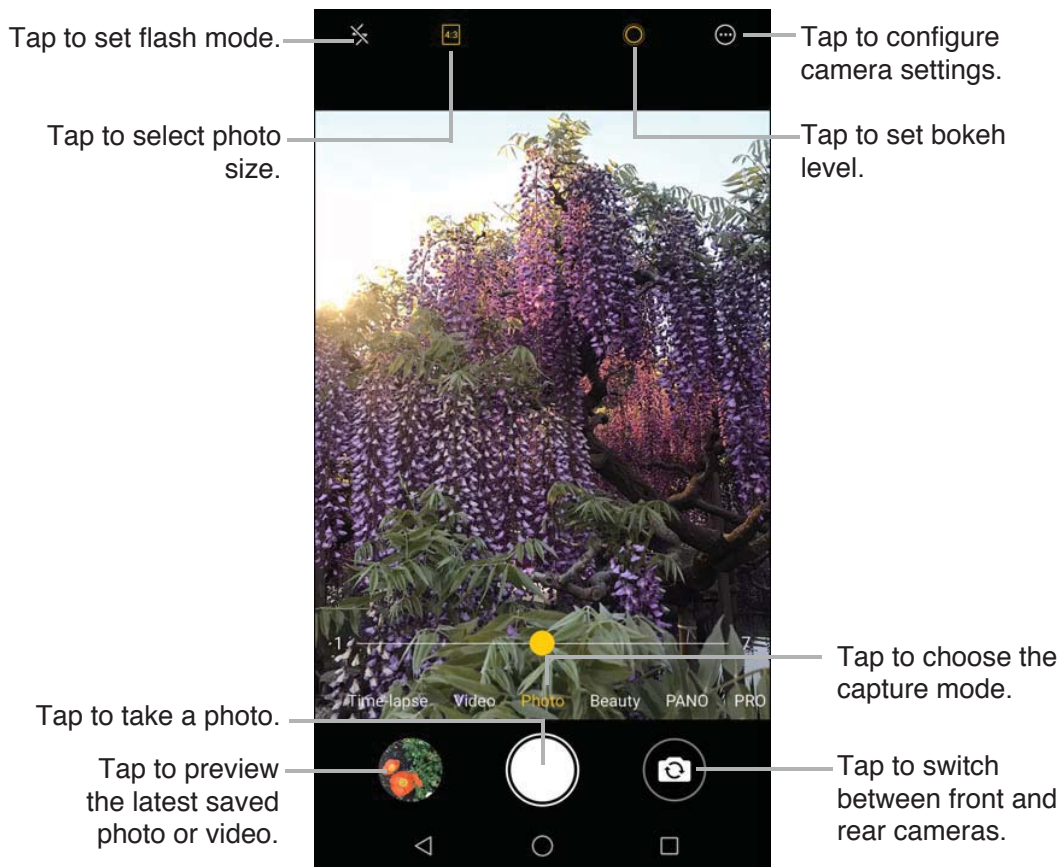 Tap to set flash mode.
4:3
Tap to configure
camera settings.
Tap to select photo
size.
Tap to set bokeh
level.
1
7
Time-lapse Video Photo Beauty PANO PRO
Tap to choose the
capture mode.
Tap to take a photo.
Tap to preview
the latest saved
photo or video.
Tap to switch
between front and
rear cameras.